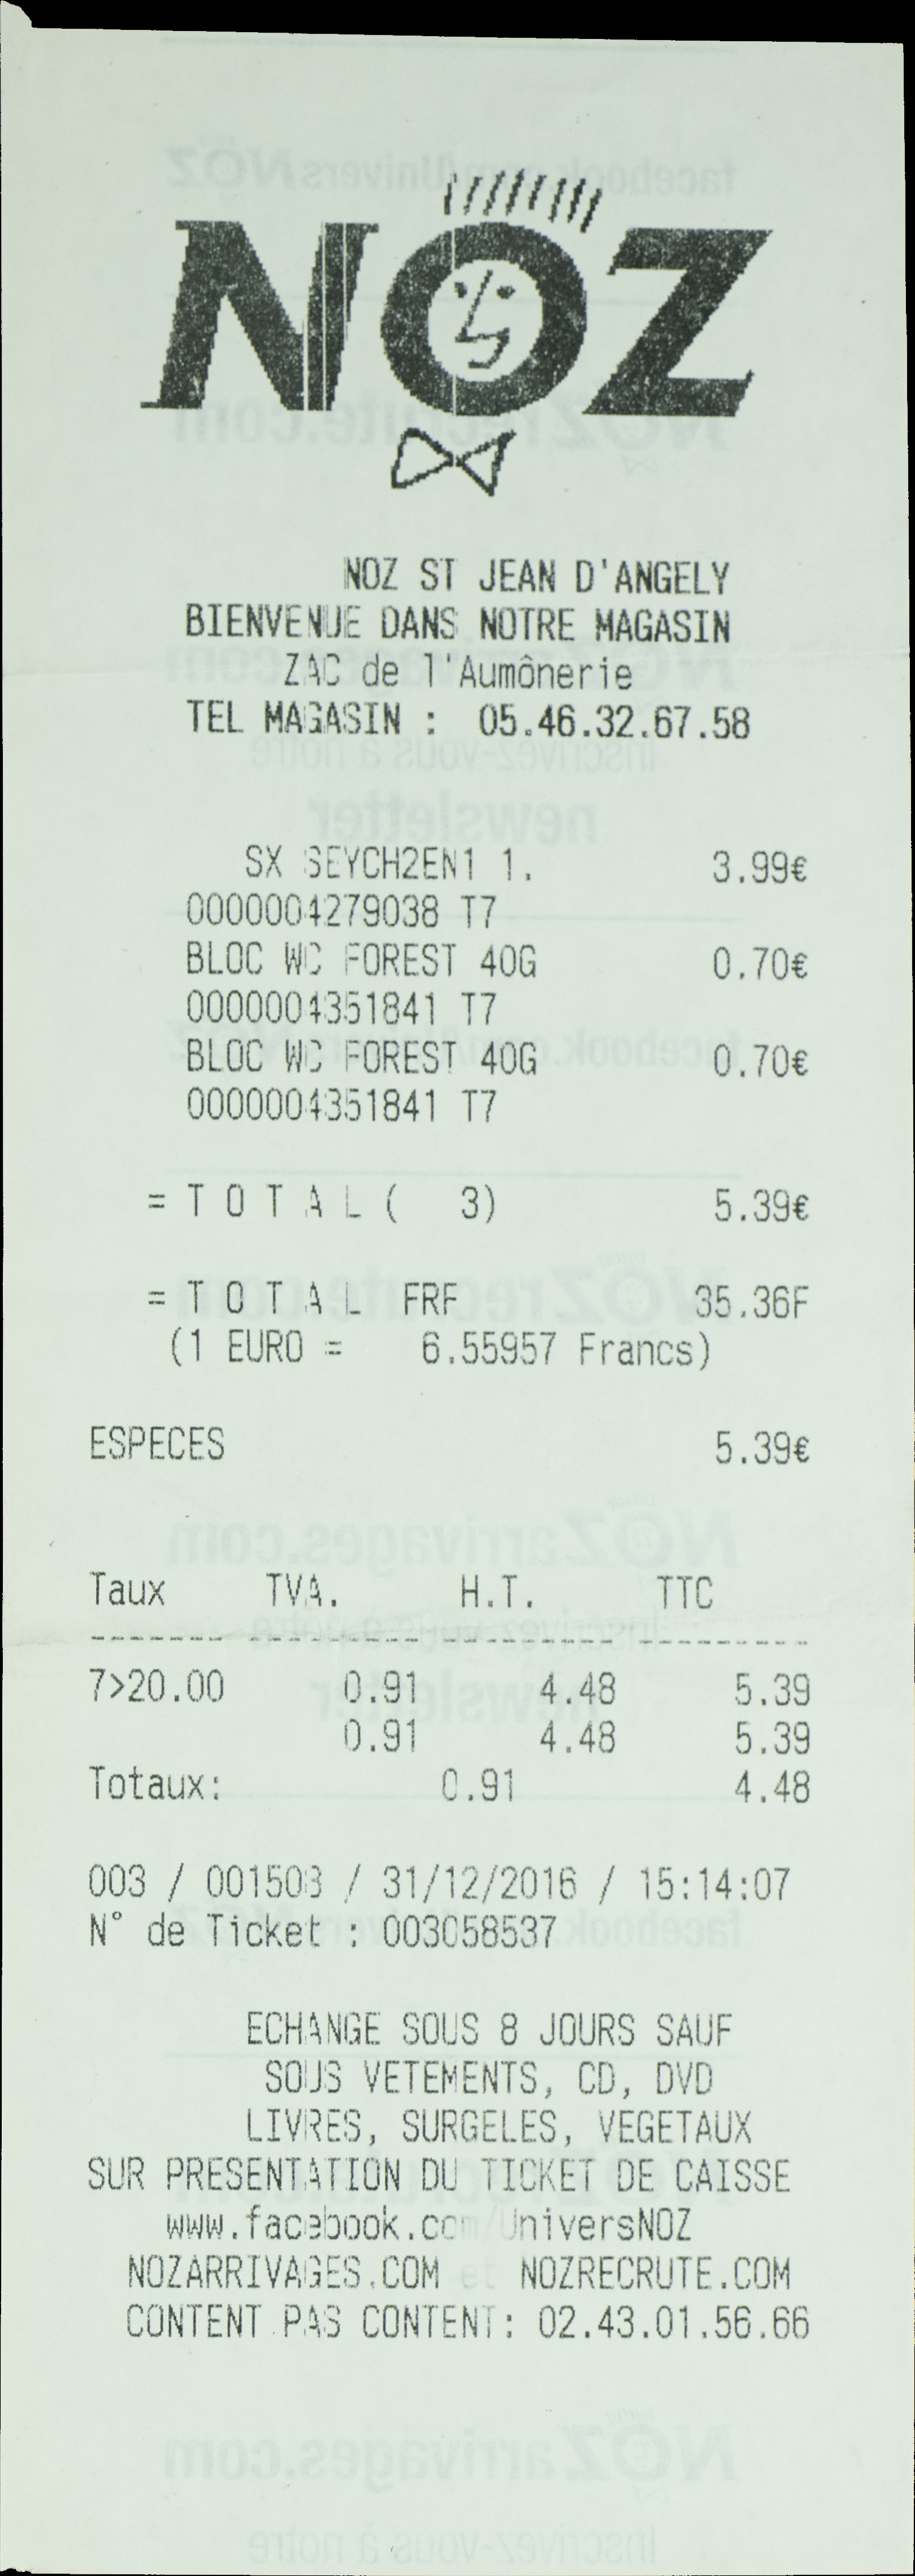 NOZ
NOZ ST JEAN D'ANGELY
BIENVENUE DANS NOTRE MAGASIN
ZAC de l'Aumônerie
TEL MAGASIN : 05.46.32.67.58
SX SEYCH2EN1 1. 3.99€
0000004279038 T7
BLOC WC FOREST 40G 0.70€
0000004351841 T7
BLOC WC FOREST 40G 0.70€
0000004351841 T7
= T O T A L ( 3) 5.39€
= T O T A L FRF 35.36F
(1 EURO = 6.55957 Francs)
ESPECES 5.39€
Taux TVA. H.T. TTC
7>20.00 0.91 4.48 5.39
0.91 4.48 5.39
Totaux: 0.91 4.48
003 / 001503 / 31/12/2016 / 15:14:07
N° de Ticket : 003058537
ECHANGE SOUS 8 JOURS SAUF
SOUS VETEMENTS, CD, DVD
LIVRES, SURGELES, VEGETAUX
SUR PRESENTATION DU TICKET DE CAISSE
www.facebook.com/UniversNOZ
NOZARRIVAGES.COM NOZRECRUTE.COM
CONTENT PAS CONTENT: 02.43.01.56.66